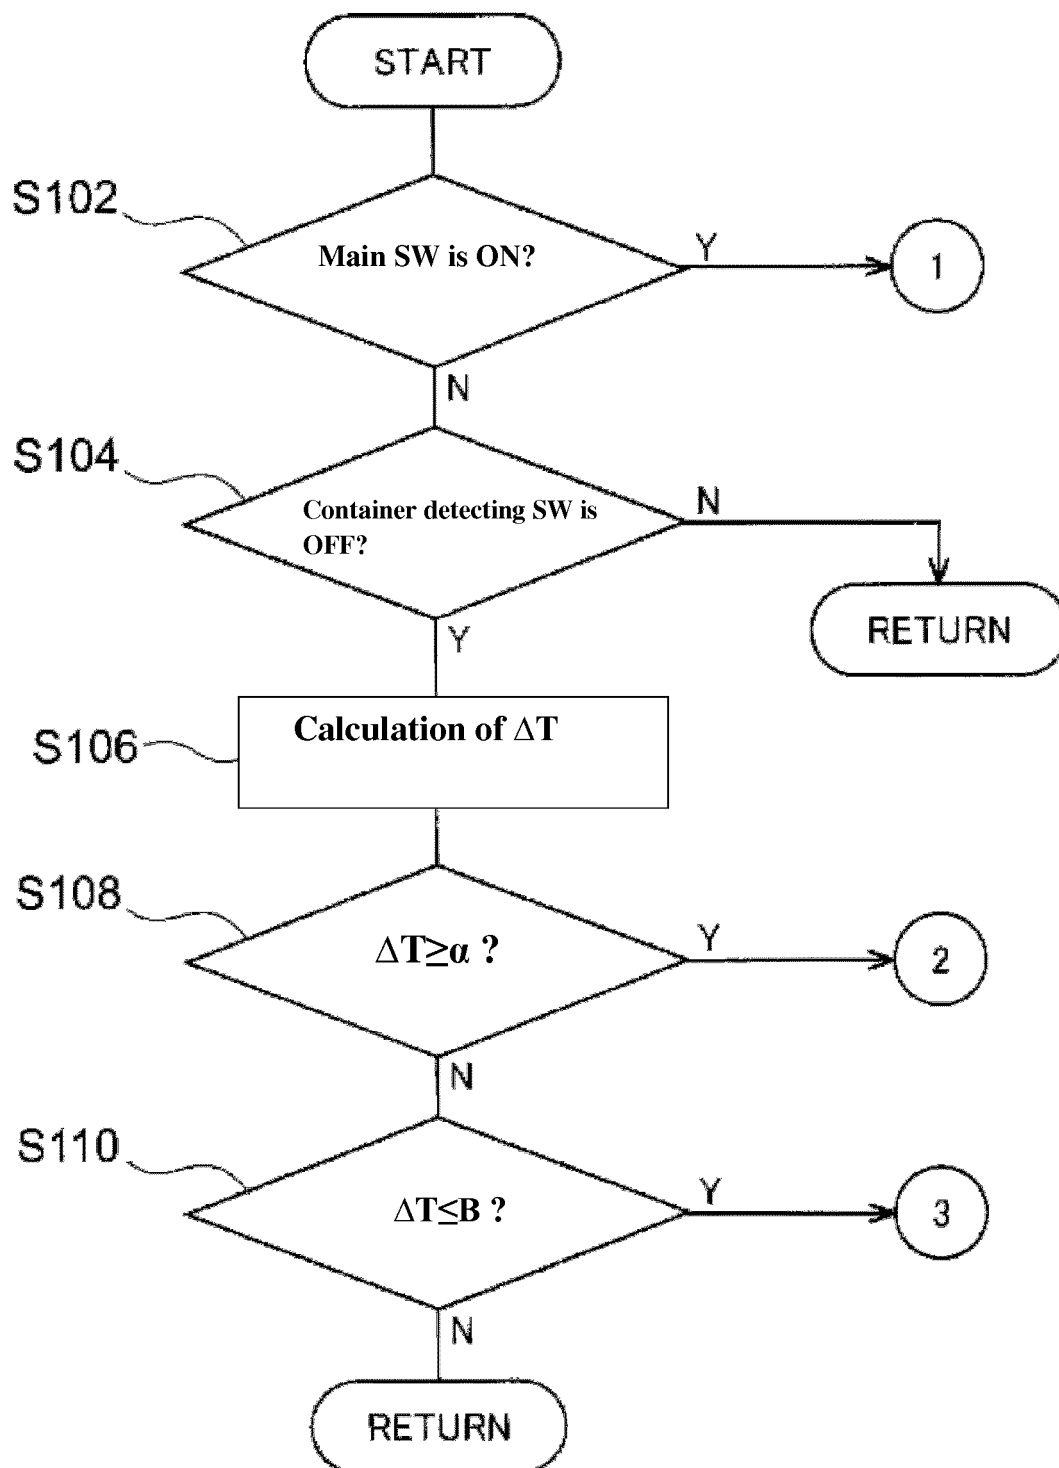 START
S102
Main SW is ON?
Y
1
N
S104
Container detecting SW is
OFF?
N
RETURN
Y
S106
Calculation of ΔT
S108
ΔT≥α ?
Y
2
N
S110
ΔT≤B ?
Y
3
N
RETURN